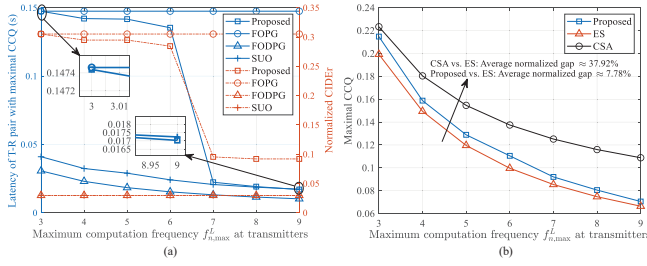 0.15
0.1
0.05
0
Latency of T-R pair with maximal CCQ (s)
0.35
0.3
0.25
0.2
0.15
0.1
0.05
0
Normalized CIDEr
Proposed
FOPG
FODPG
SUO
Proposed
FOPG
FODPG
SUO
0.1474
0.1472
3 3.01
0.018
0.0175
0.017
0.0165
8.95 9
3 4 5 6 7 8 9
Maximum computation frequency f^L_{n,max} at transmitters
(a)
0.26
0.24
0.22
0.2
0.18
0.16
0.14
0.12
0.1
0.08
0.06
Maximal CCQ
Proposed
ES
CSA
CSA vs. ES: Average normalized gap ≈ 37.92%
Proposed vs. ES: Average normalized gap ≈ 7.78%
3 4 5 6 7 8 9
Maximum computation frequency f^L_{n,max} at transmitters
(b)